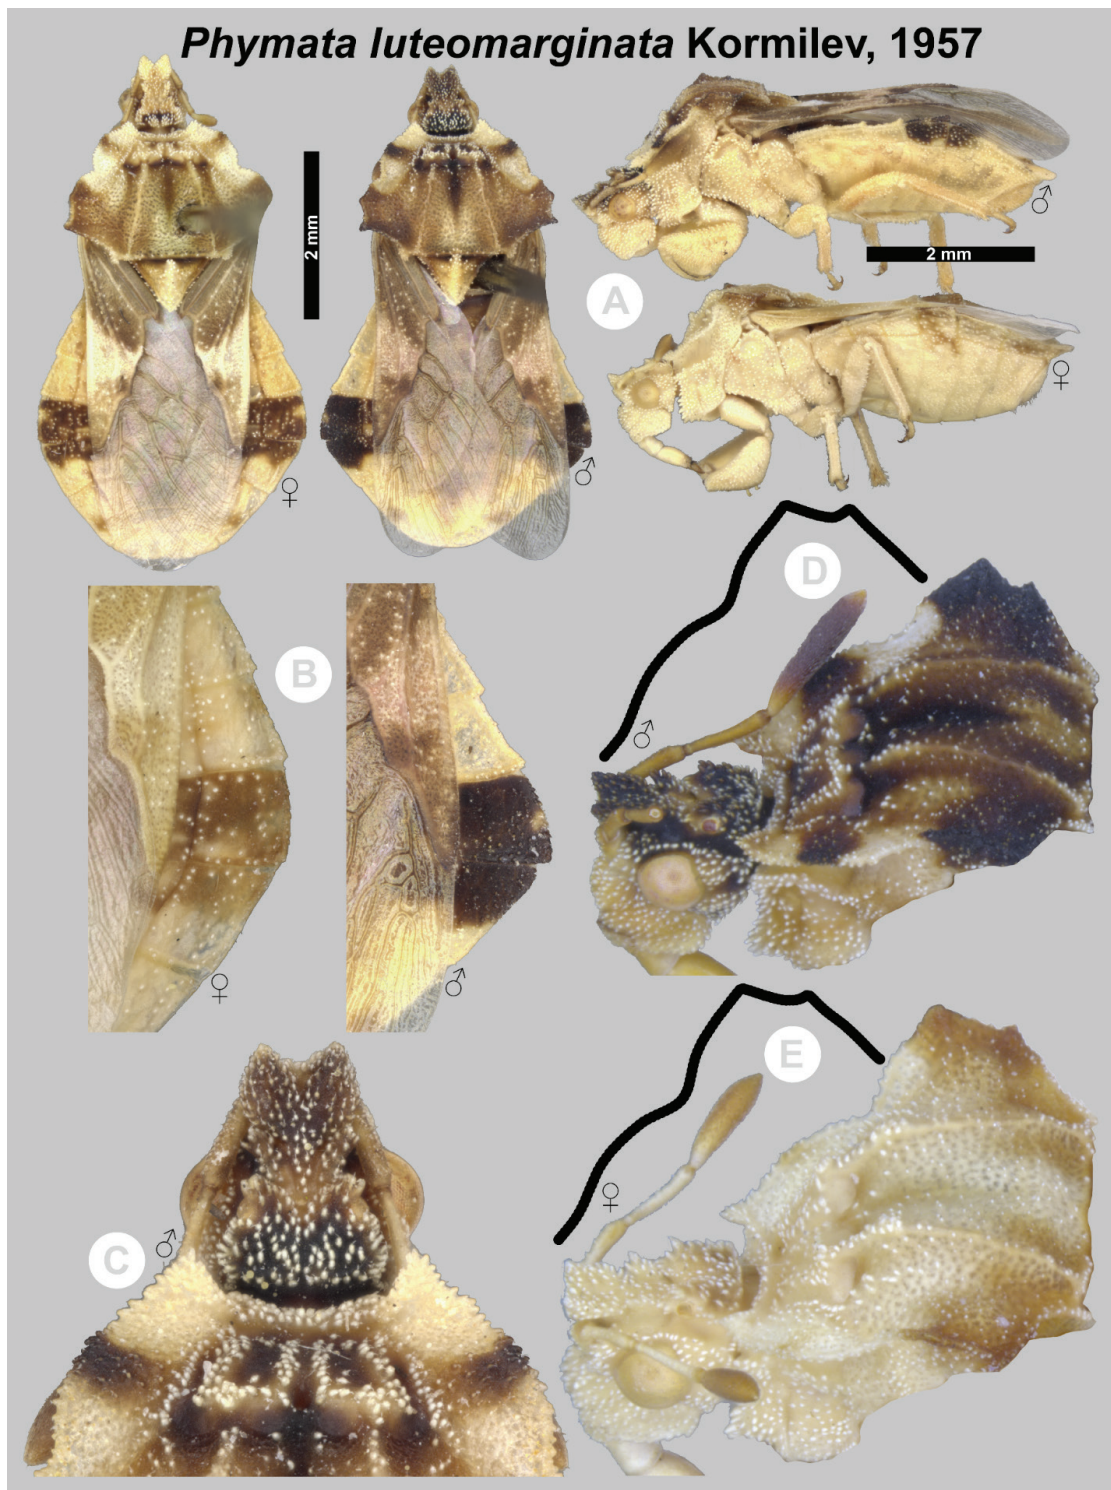 Phymata luteomarginata Kormilev, 1957
2 mm
♀
♂
♂
2 mm
A
♀
B
♀
♂
D
♂
C
♂
E
♀